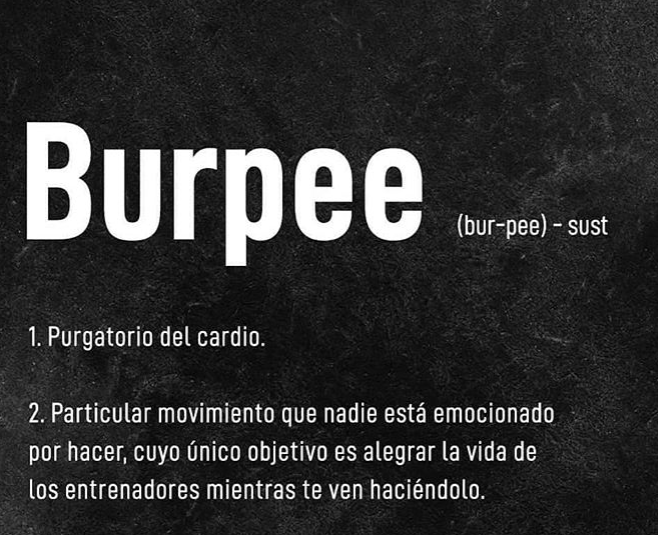 Burpee (bur-pee) - sust
1. Purgatorio del cardio.
2. Particular movimiento que nadie está emocionado
por hacer, cuyo único objetivo es alegrar la vida de
los entrenadores mientras te ven haciéndolo.